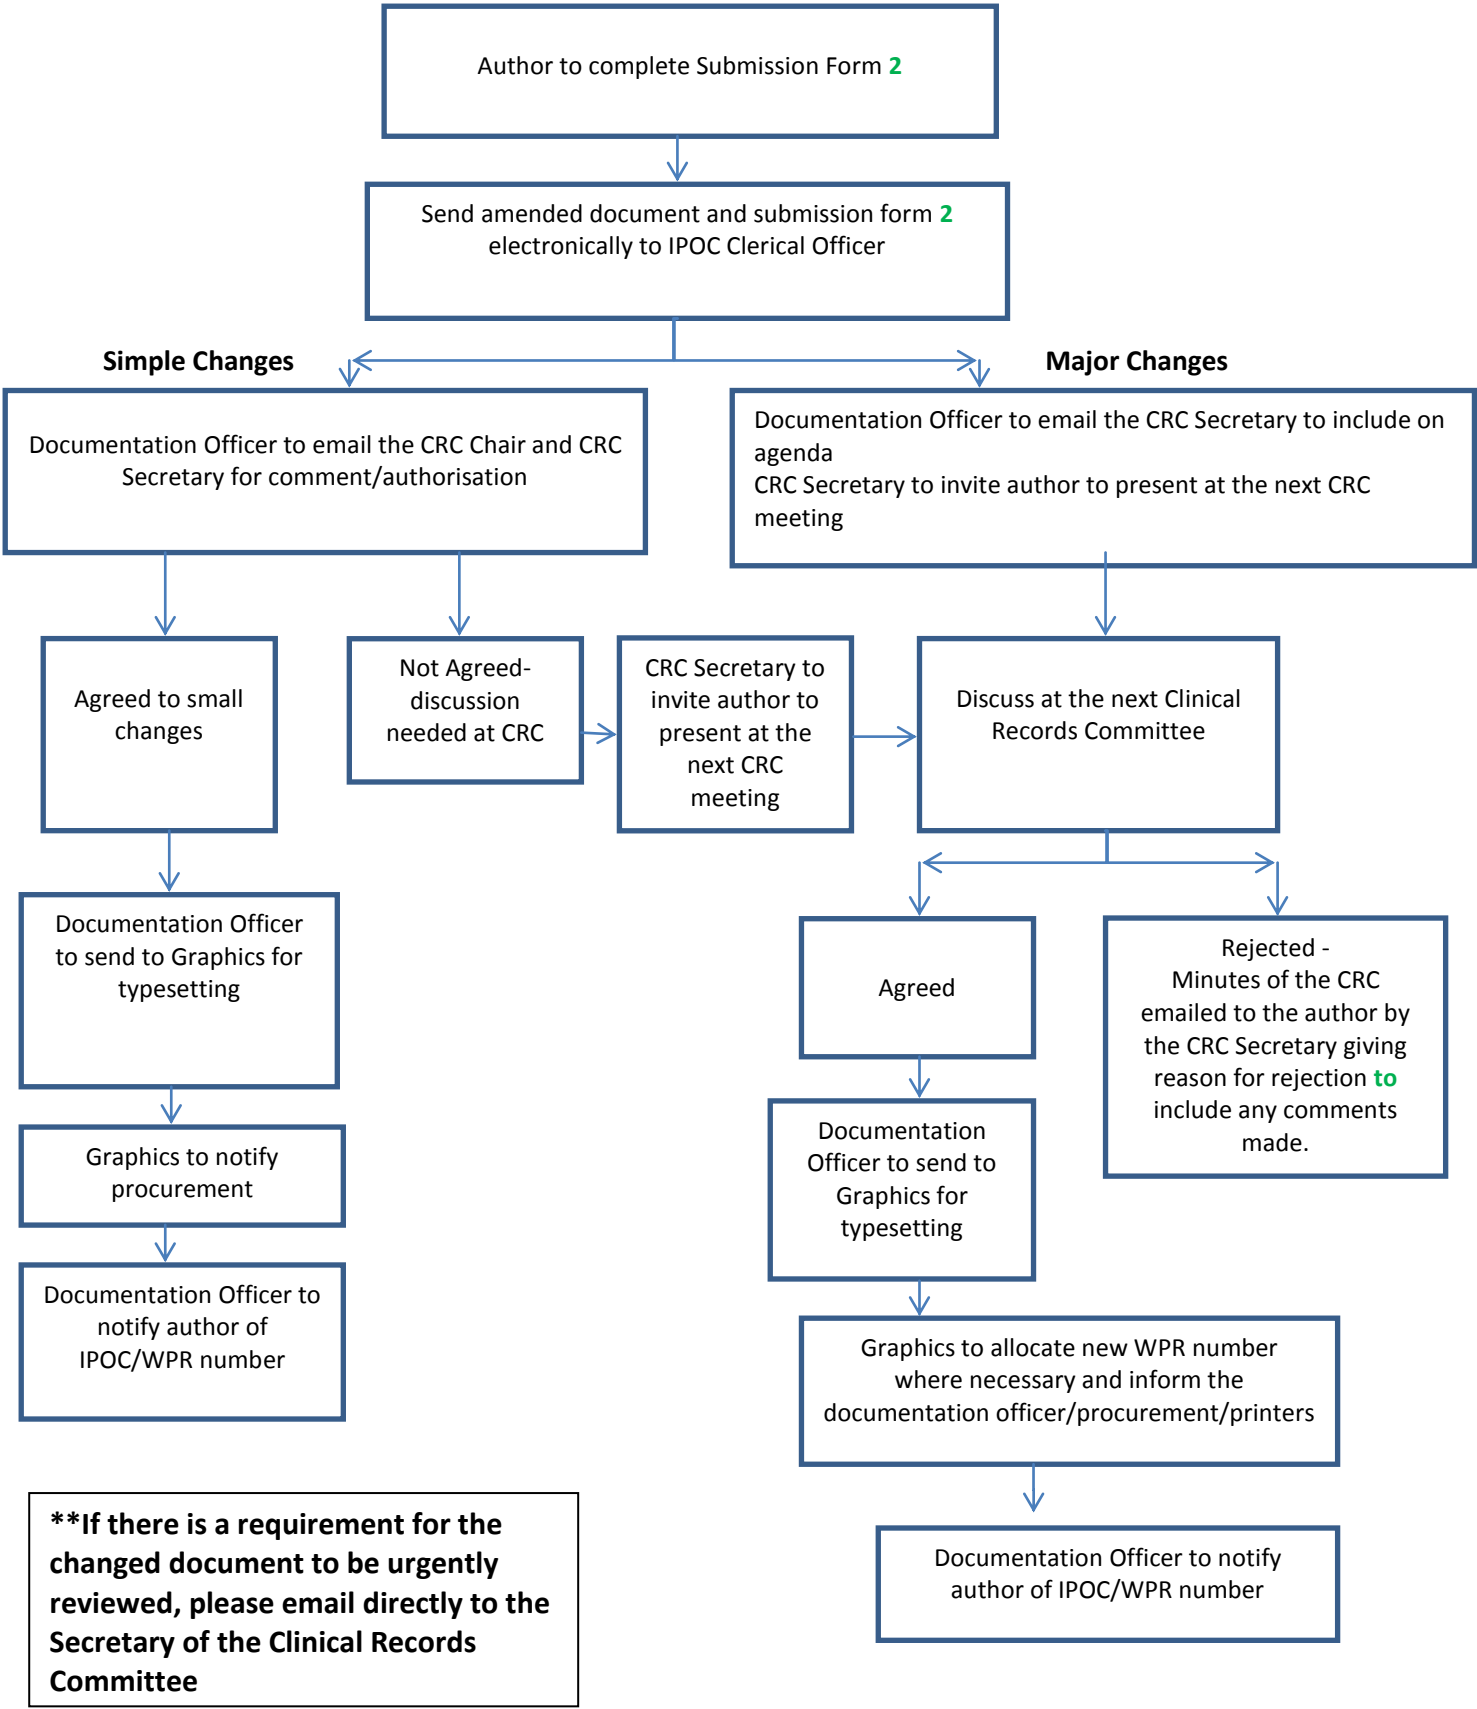 Author to complete Submission Form 2
Send amended document and submission form 2
electronically to IPOC Clerical Officer
Simple Changes
Major Changes
Documentation Officer to email the CRC Chair and CRC
Secretary for comment/authorisation
Documentation Officer to email the CRC Secretary to include on
agenda
CRC Secretary to invite author to present at the next CRC
meeting
Agreed to small
changes
Not Agreed-
discussion
needed at CRC
CRC Secretary to
invite author to
present at the
next CRC
meeting
Discuss at the next Clinical
Records Committee
Documentation Officer
to send to Graphics for
typesetting
Agreed
Rejected -
Minutes of the CRC
emailed to the author by
the CRC Secretary giving
reason for rejection to
include any comments
made.
Graphics to notify
procurement
Documentation
Officer to send to
Graphics for
typesetting
Documentation Officer to
notify author of
IPOC/WPR number
Graphics to allocate new WPR number
where necessary and inform the
documentation officer/procurement/printers
**If there is a requirement for the
changed document to be urgently
reviewed, please email directly to the
Secretary of the Clinical Records
Committee
Documentation Officer to notify
author of IPOC/WPR number